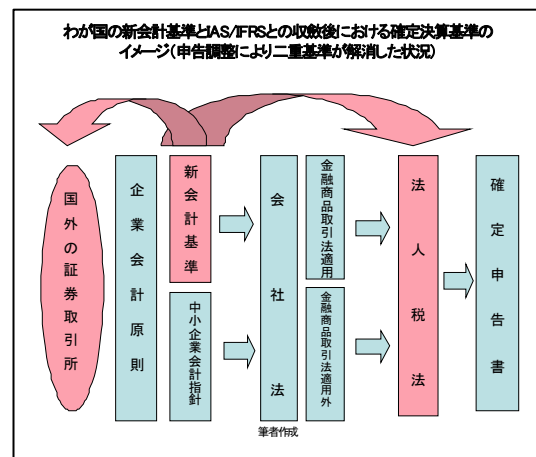 わが国の新会計基準とIAS/IFRSとの収斂後における確定決算基準の
イメージ(申告調整により二重基準が解消した状況)
国外の証券取引所
企業会計原則
新会計基準
中小企業会計指針
会社法
金融商品取引法適用
金融商品取引法適用外
法人税法
確定申告書
筆者作成